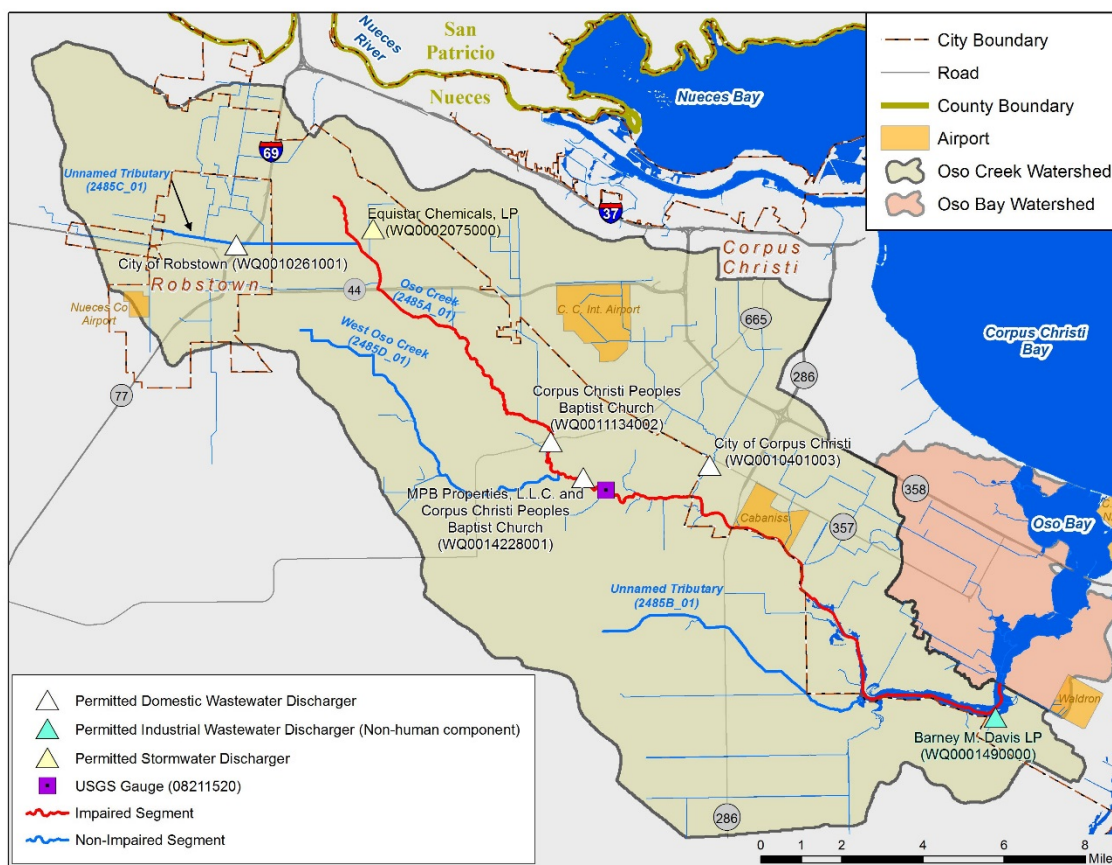 San
Patricio
Nueces
River
Nueces
Nueces Bay
City Boundary
Road
County Boundary
Airport
Oso Creek Watershed
Oso Bay Watershed
69
37
Unnamed Tributary
(2485C_01)
Equistar Chemicals, LP
(WQ0002075000)
City of Robstown (WQ0010261001)
Robstown
Corpus
Christi
Nueces Co
Airport
44
Oso Creek
(2485A_01)
West Oso Creek
(2485D_01)
C. C. Int. Airport
665
286
77
Corpus Christi
Bay
Corpus Christi Peoples
Baptist Church
(WQ0011134002)
City of Corpus Christi
(WQ0010401003)
MPB Properties, L.L.C. and
Corpus Christi Peoples
Baptist Church
(WQ0014228001)
Cabaniss
357
358
Oso Bay
Unnamed Tributary
(2485B_01)
Waldron
Barney M. Davis LP
(WQ0001490000)
286
Permitted Domestic Wastewater Discharger
Permitted Industrial Wastewater Discharger (Non-human component)
Permitted Stormwater Discharger
USGS Gauge (08211520)
Impaired Segment
Non-Impaired Segment
0 1 2 4 6 8
Mile